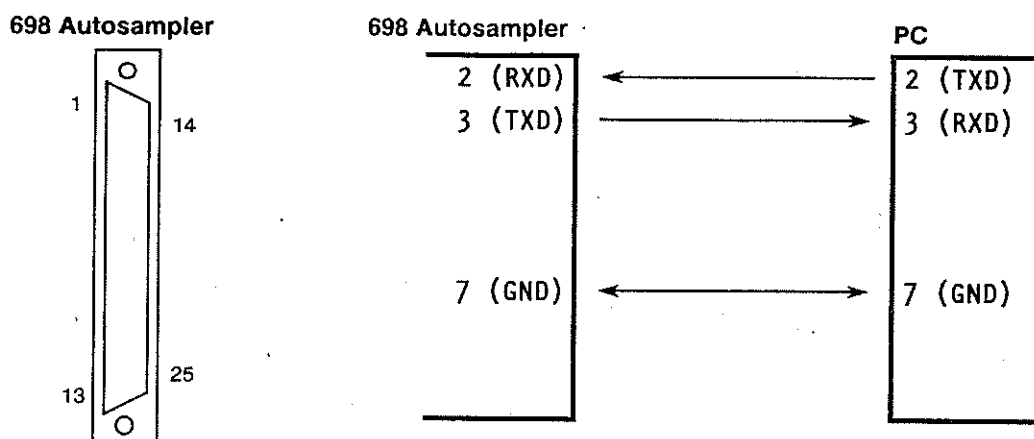 698 Autosampler
1
14
13
25
698 Autosampler
PC
2 (RXD)
2 (TXD)
3 (TXD)
3 (RXD)
7 (GND)
7 (GND)